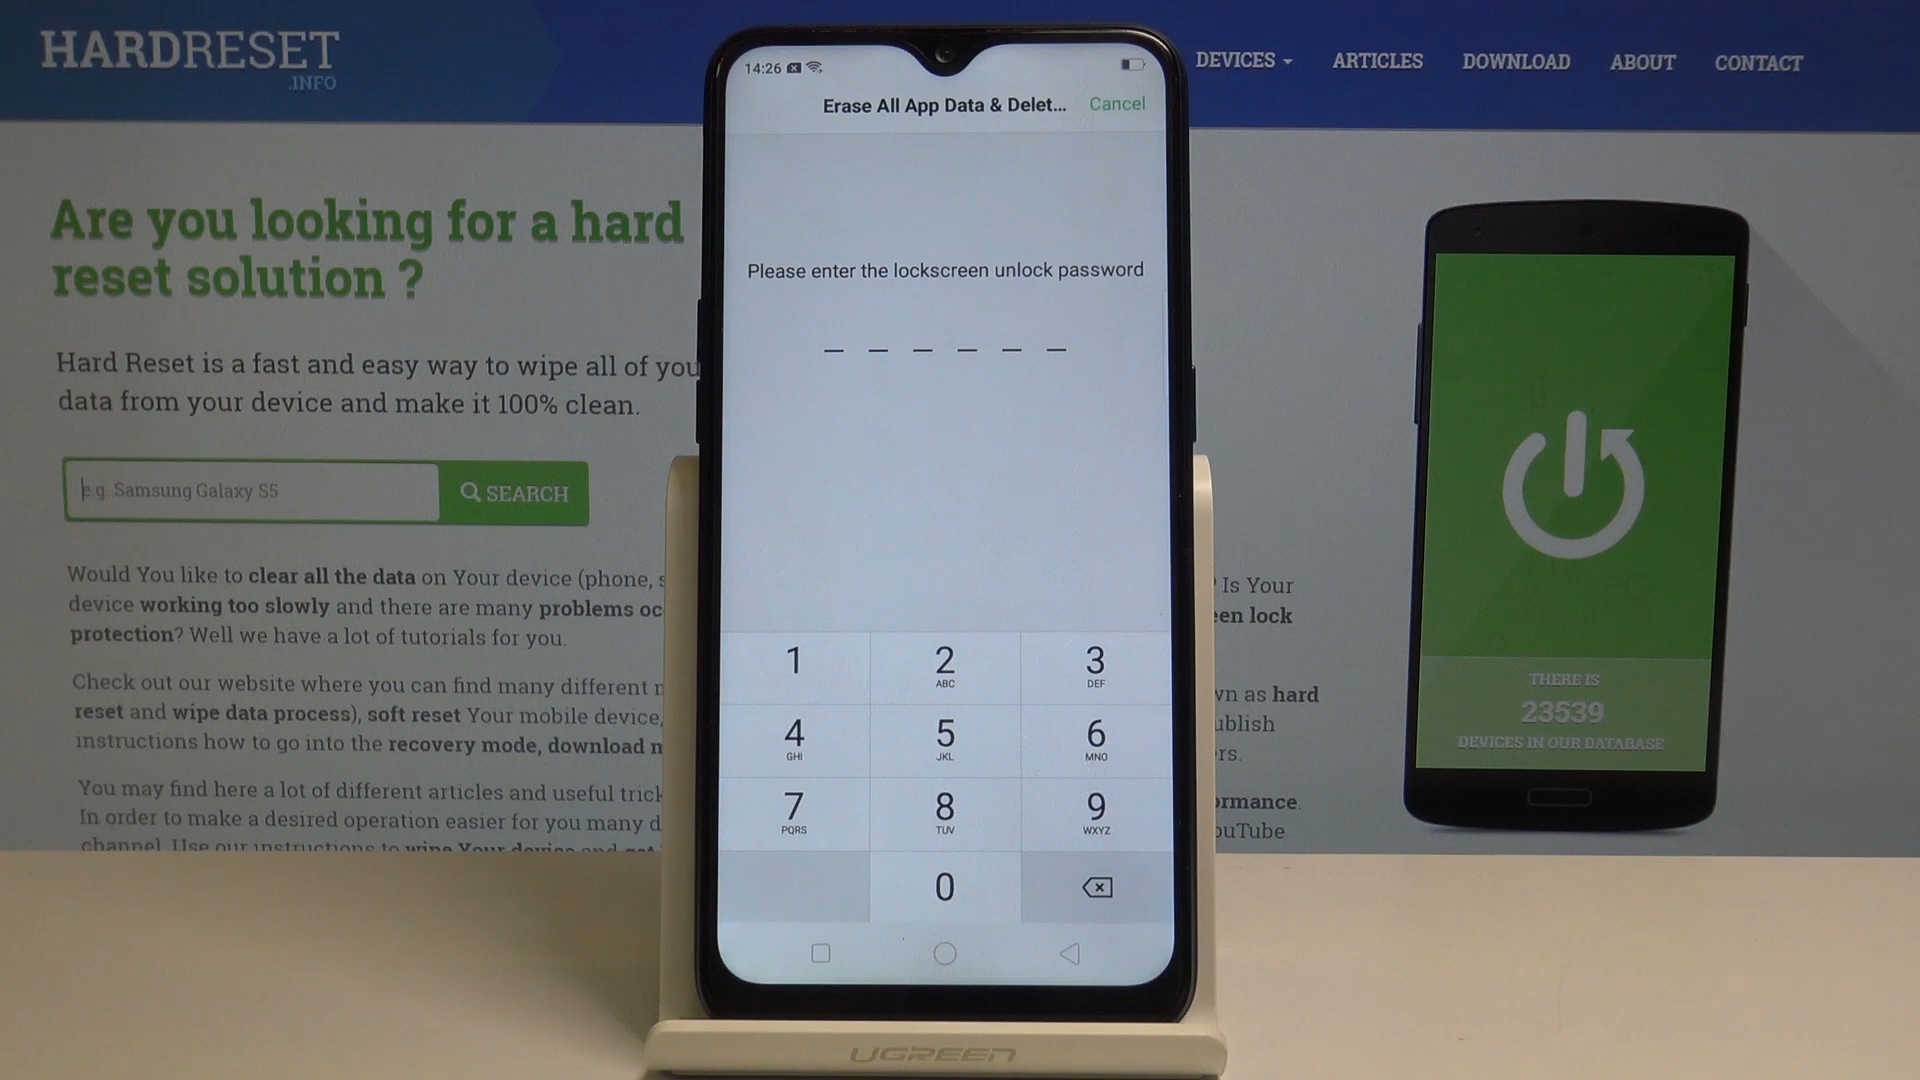 HARDRESET
.INFO
DEVICES
ARTICLES
DOWNLOAD
ABOUT
CONTACT
Are you looking for a hard
reset solution ?
Hard Reset is a fast and easy way to wipe all of you
data from your device and make it 100% clean.
e.g. Samsung Galaxy S5
SEARCH
Would You like to clear all the data on Your device (phone, s
device working too slowly and there are many problems oc
protection? Well we have a lot of tutorials for you.
Check out our website where you can find many different
reset and wipe data process), soft reset Your mobile device,
instructions how to go into the recovery mode, download
You may find here a lot of different articles and useful trick
In order to make a desired operation easier for you many d
channel. Use our instructions to wipe Your device and get
14:26
Erase All App Data & Delet...
Cancel
Please enter the lockscreen unlock password
1
2
ABC
3
DEF
4
GHI
5
JKL
6
MNO
7
PQRS
8
TUV
9
WXYZ
0
UGREEN
? Is Your
en lock
wn as hard
ublish
rs.
ormance.
ouTube
THERE IS
23539
DEVICES IN OUR DATABASE